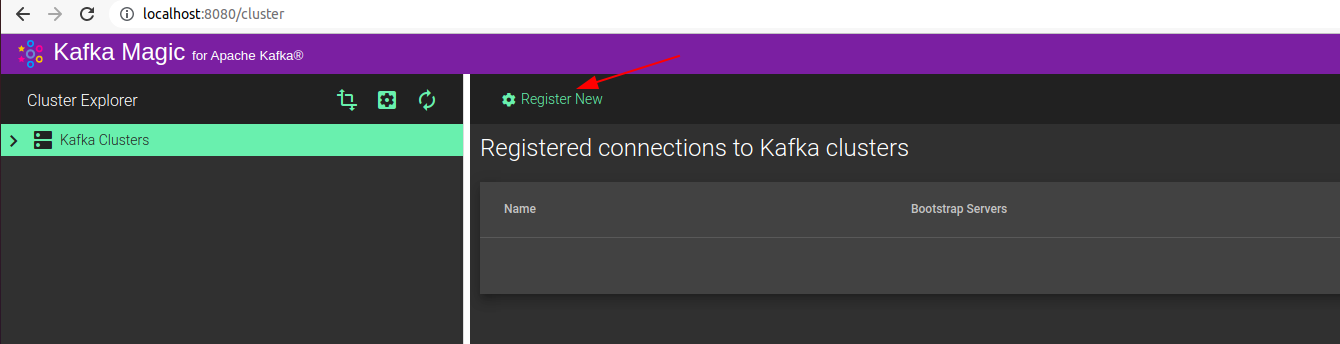 localhost:8080/cluster
Kafka Magic for Apache Kafka®
Cluster Explorer
Register New
Kafka Clusters
Registered connections to Kafka clusters
Name Bootstrap Servers